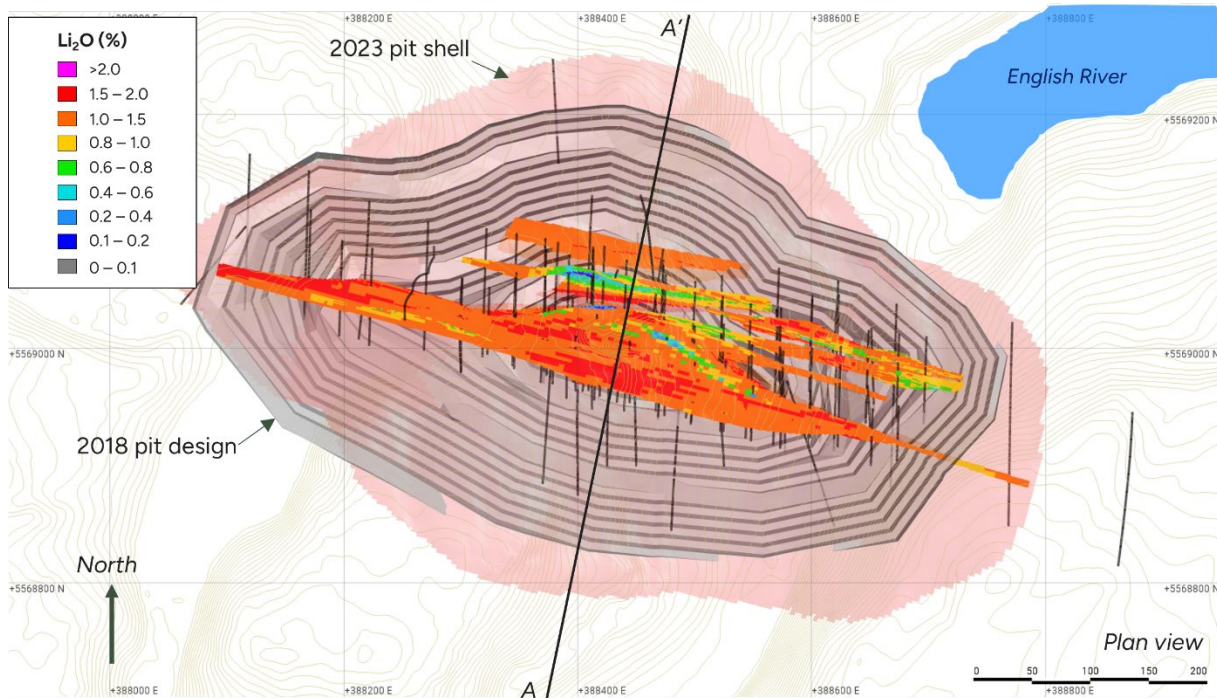 +388200 E
+388400 E
+388600 E
+388800 E
Li₂O (%)
>2.0
1.5 – 2.0
1.0 – 1.5
0.8 – 1.0
0.6 – 0.8
0.4 – 0.6
0.2 – 0.4
0.1 – 0.2
0 – 0.1
2023 pit shell
A'
English River
+5569200 N
+5569000 N
+5569000 N
2018 pit design
North
+5568800 N
+5568800 N
Plan view
0 50 100 150 200
A
+388000 E
+388200 E
+388400 E
+388600 E
+388800 E